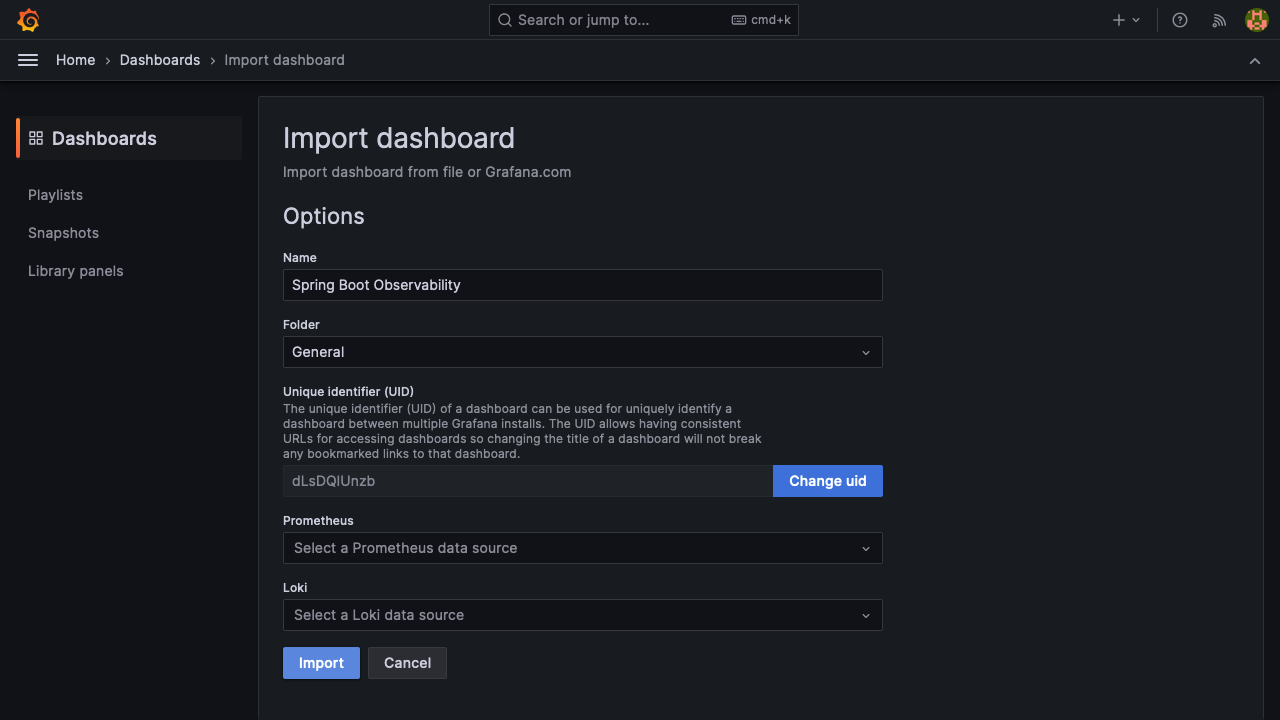 Search or jump to...
cmd+k
Home
Dashboards
Import dashboard
Dashboards
Playlists
Snapshots
Library panels
Import dashboard
Import dashboard from file or Grafana.com
Options
Name
Spring Boot Observability
Folder
General
Unique identifier (UID)
The unique identifier (UID) of a dashboard can be used for uniquely identify a
dashboard between multiple Grafana installs. The UID allows having consistent
URLs for accessing dashboards so changing the title of a dashboard will not break
any bookmarked links to that dashboard.
dLsDQIUnzb
Change uid
Prometheus
Select a Prometheus data source
Loki
Select a Loki data source
Import
Cancel